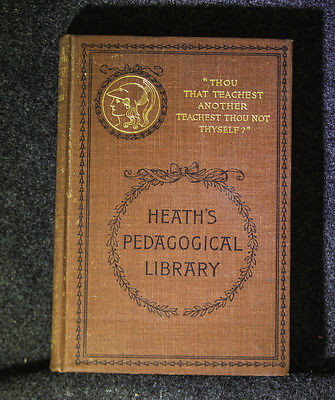 "THOU
THAT TEACHEST
ANOTHER
TEACHEST THOU NOT
THYSELF?"
HEATH'S
PEDAGOGICAL
LIBRARY